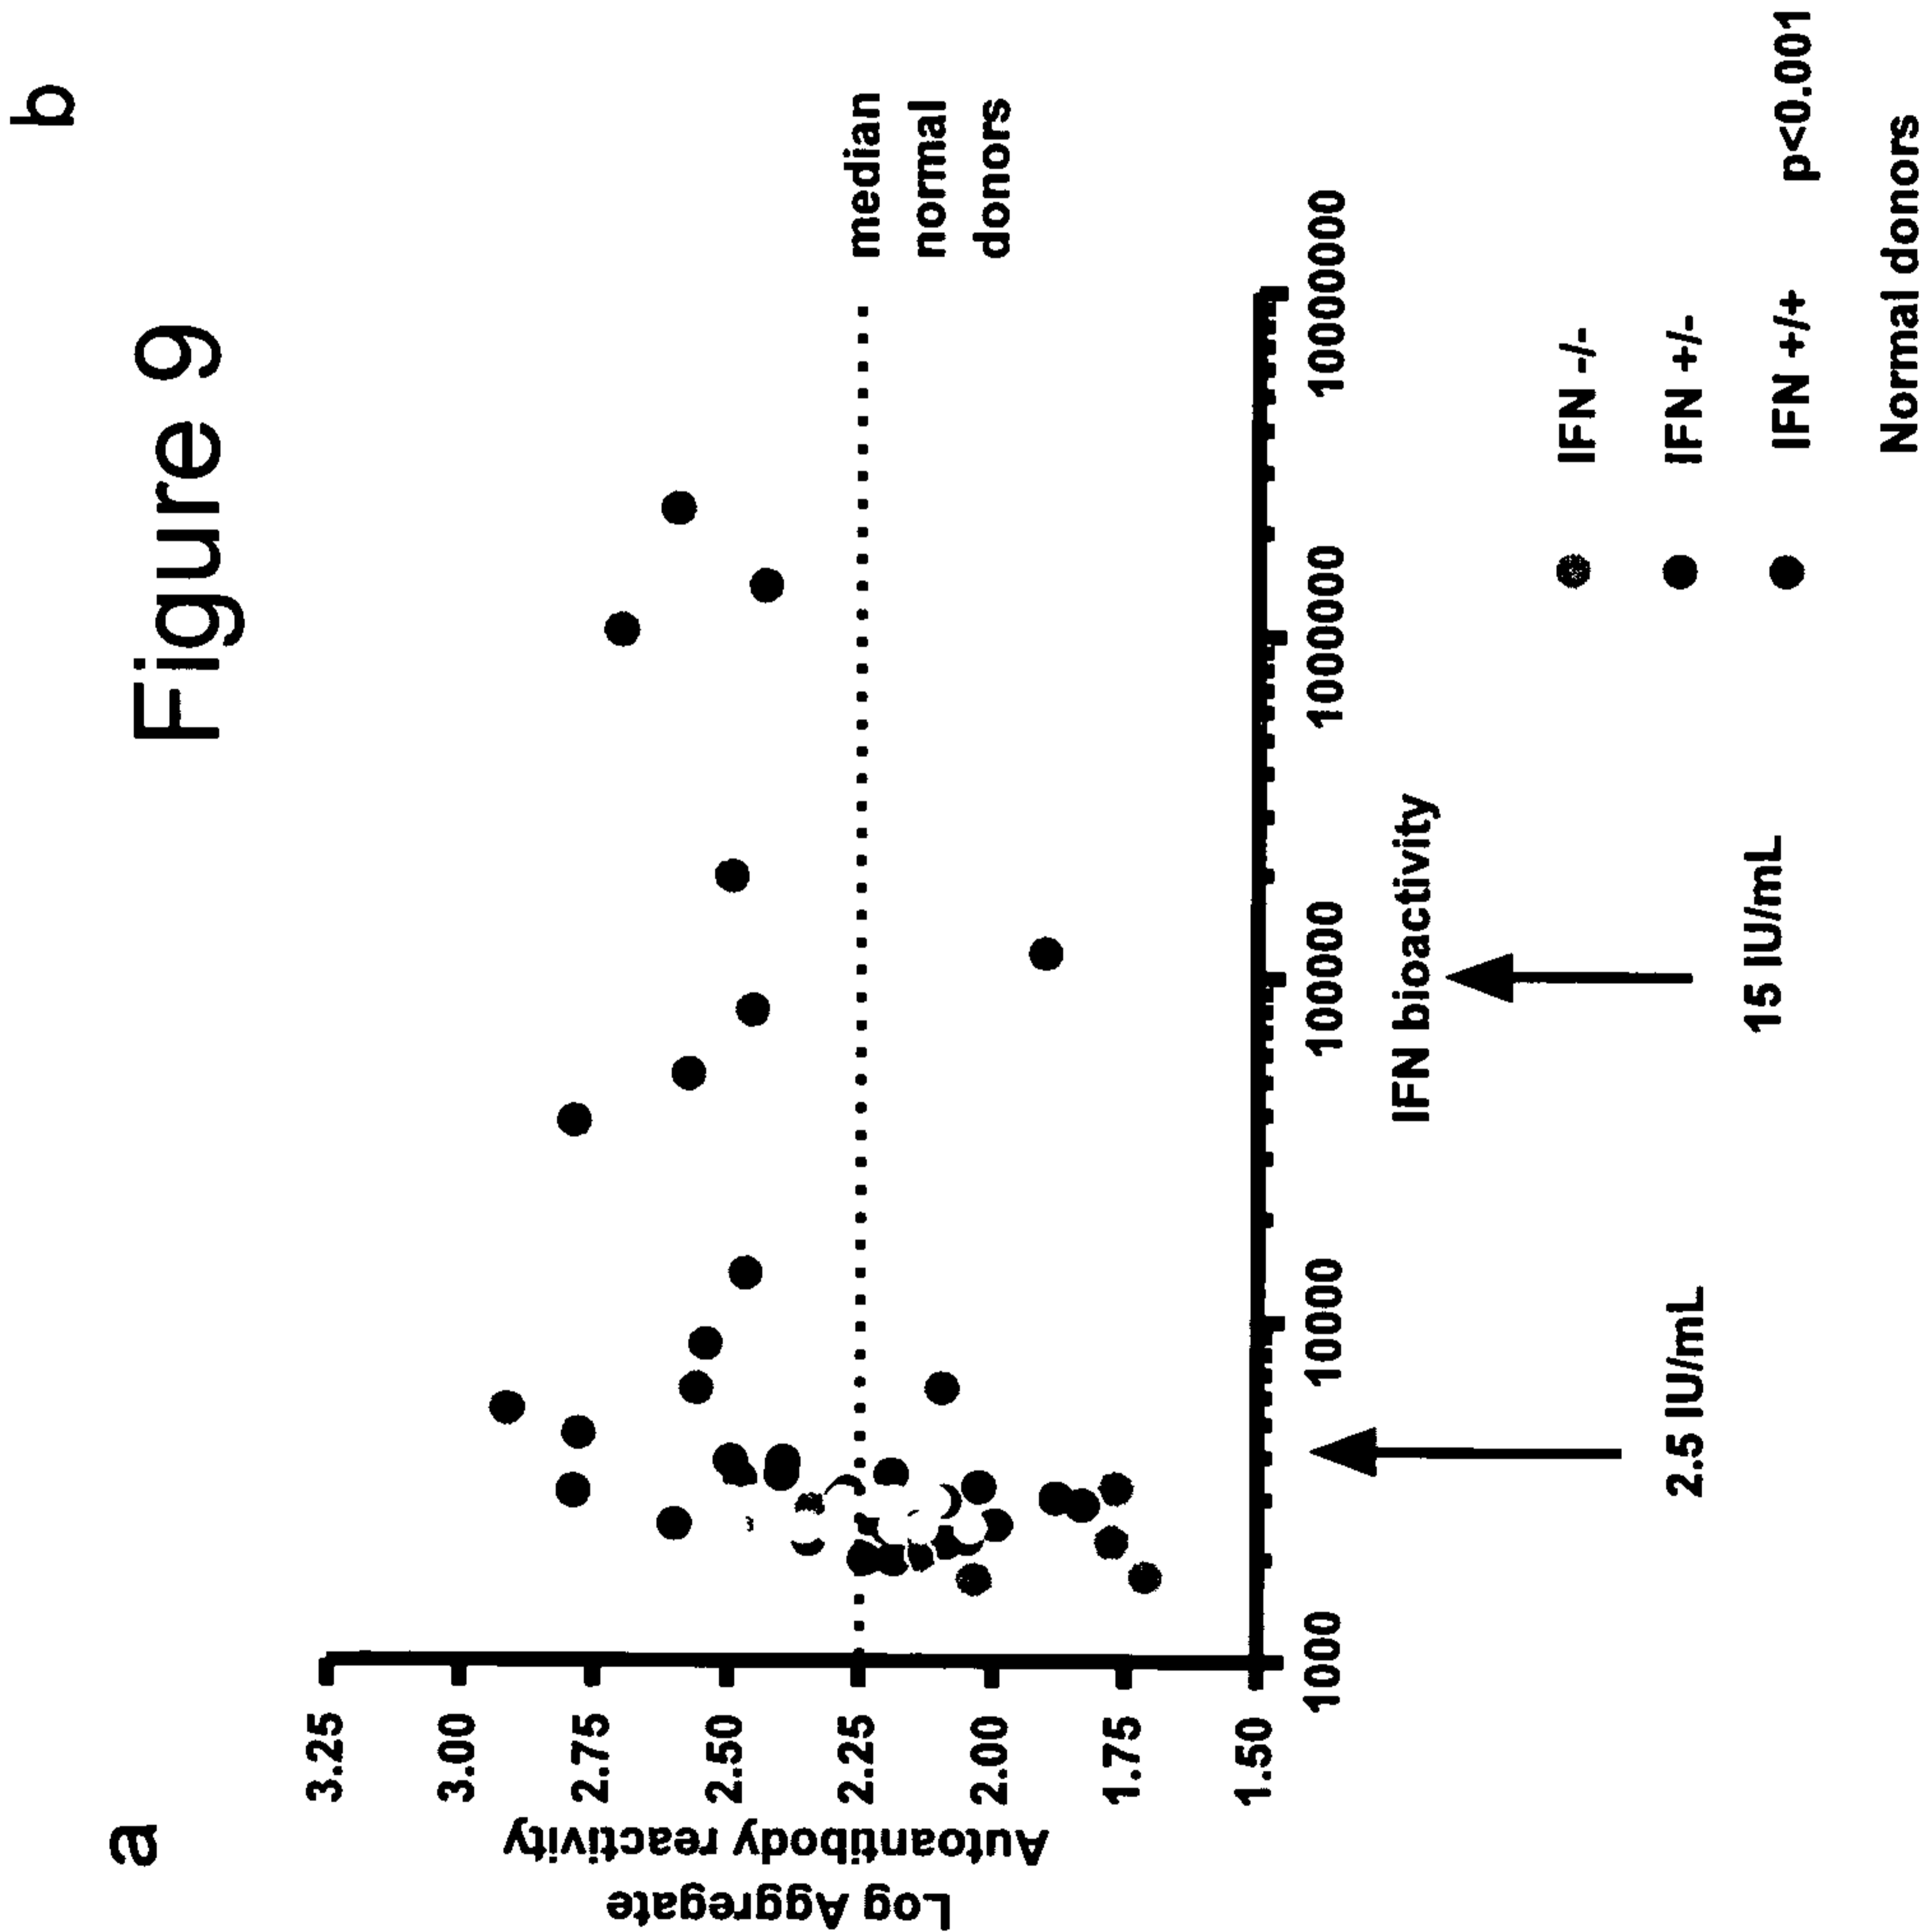 Figure 9
a
b
Log Aggregate
Autoantibody reactivity
3.25
3.00
2.75
2.50
2.25
2.00
1.75
1.50
median
normal
donors
1000
10000
100000
1000000
10000000
IFN bioactivity
2.5 IU/mL
15 IU/mL
IFN -/-
IFN +/-
IFN +/+ p<0.001
Normal donors